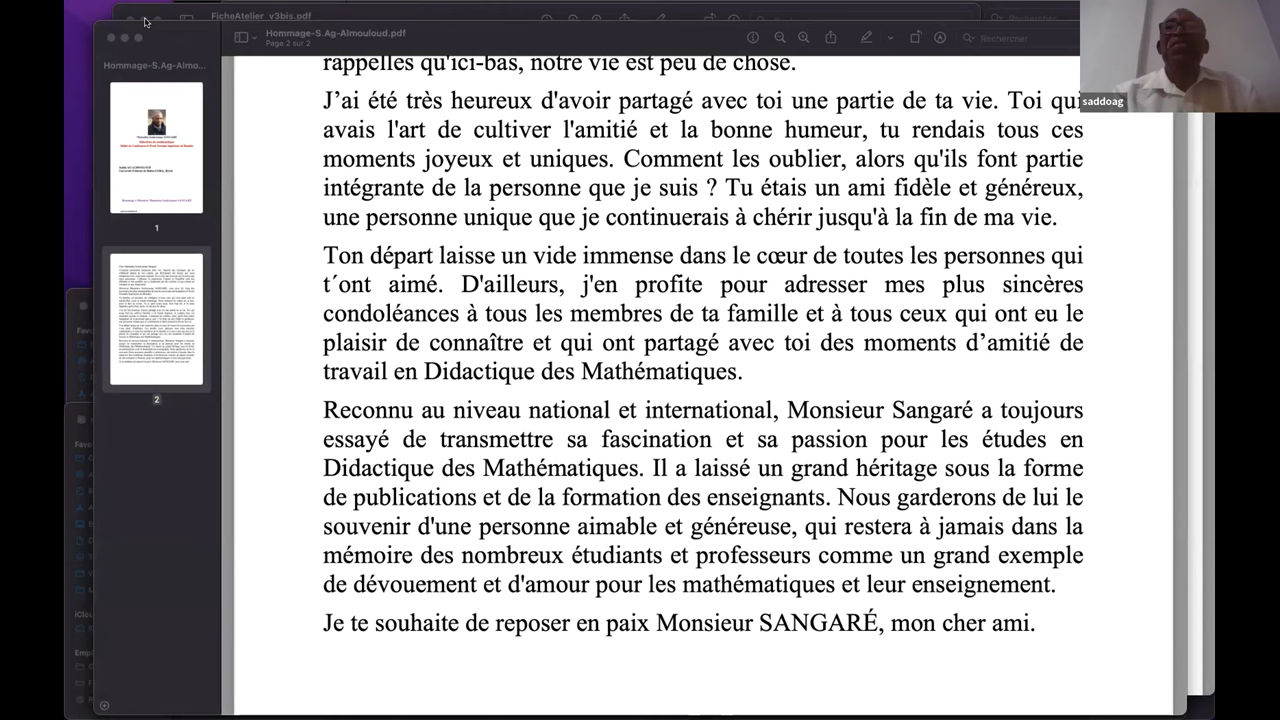 FicheAtelier_v3bis.pdf
Hommage-S.Ag-Almouloud.pdf
Page 2 sur 2
Rechercher
saddoag
Hommage-S.Ag-Almo...
1
2
rappelles qu'ici-bas, notre vie est peu de chose.
J'ai été très heureux d'avoir partagé avec toi une partie de ta vie. Toi qui
avais l'art de cultiver l'amitié et la bonne humeur, tu rendais tous ces
moments joyeux et uniques. Comment les oublier alors qu'ils font partie
intégrante de la personne que je suis ? Tu étais un ami fidèle et généreux,
une personne unique que je continuerais à chérir jusqu'à la fin de ma vie.
Ton départ laisse un vide immense dans le cœur de toutes les personnes qui
t'ont aimé. D'ailleurs, j'en profite pour adresser mes plus sincères
condoléances à tous les membres de ta famille et à tous ceux qui ont eu le
plaisir de connaître et qui ont partagé avec toi des moments d’amitié de
travail en Didactique des Mathématiques.
Reconnu au niveau national et international, Monsieur Sangaré a toujours
essayé de transmettre sa fascination et sa passion pour les études en
Didactique des Mathématiques. Il a laissé un grand héritage sous la forme
de publications et de la formation des enseignants. Nous garderons de lui le
souvenir d'une personne aimable et généreuse, qui restera à jamais dans la
mémoire des nombreux étudiants et professeurs comme un grand exemple
de dévouement et d'amour pour les mathématiques et leur enseignement.
Je te souhaite de reposer en paix Monsieur SANGARÉ, mon cher ami.